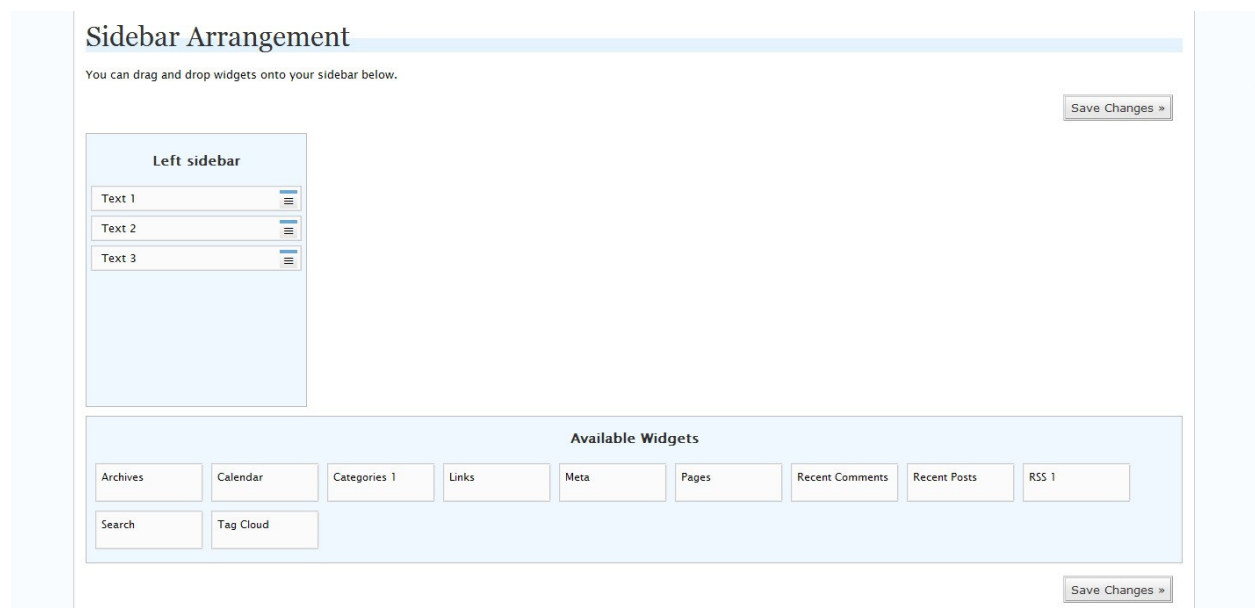 Sidebar Arrangement
You can drag and drop widgets onto your sidebar below.
Save Changes »
Left sidebar
Text 1
Text 2
Text 3
Available Widgets
Archives Calendar Categories 1 Links Meta Pages Recent Comments Recent Posts RSS 1
Search Tag Cloud
Save Changes »